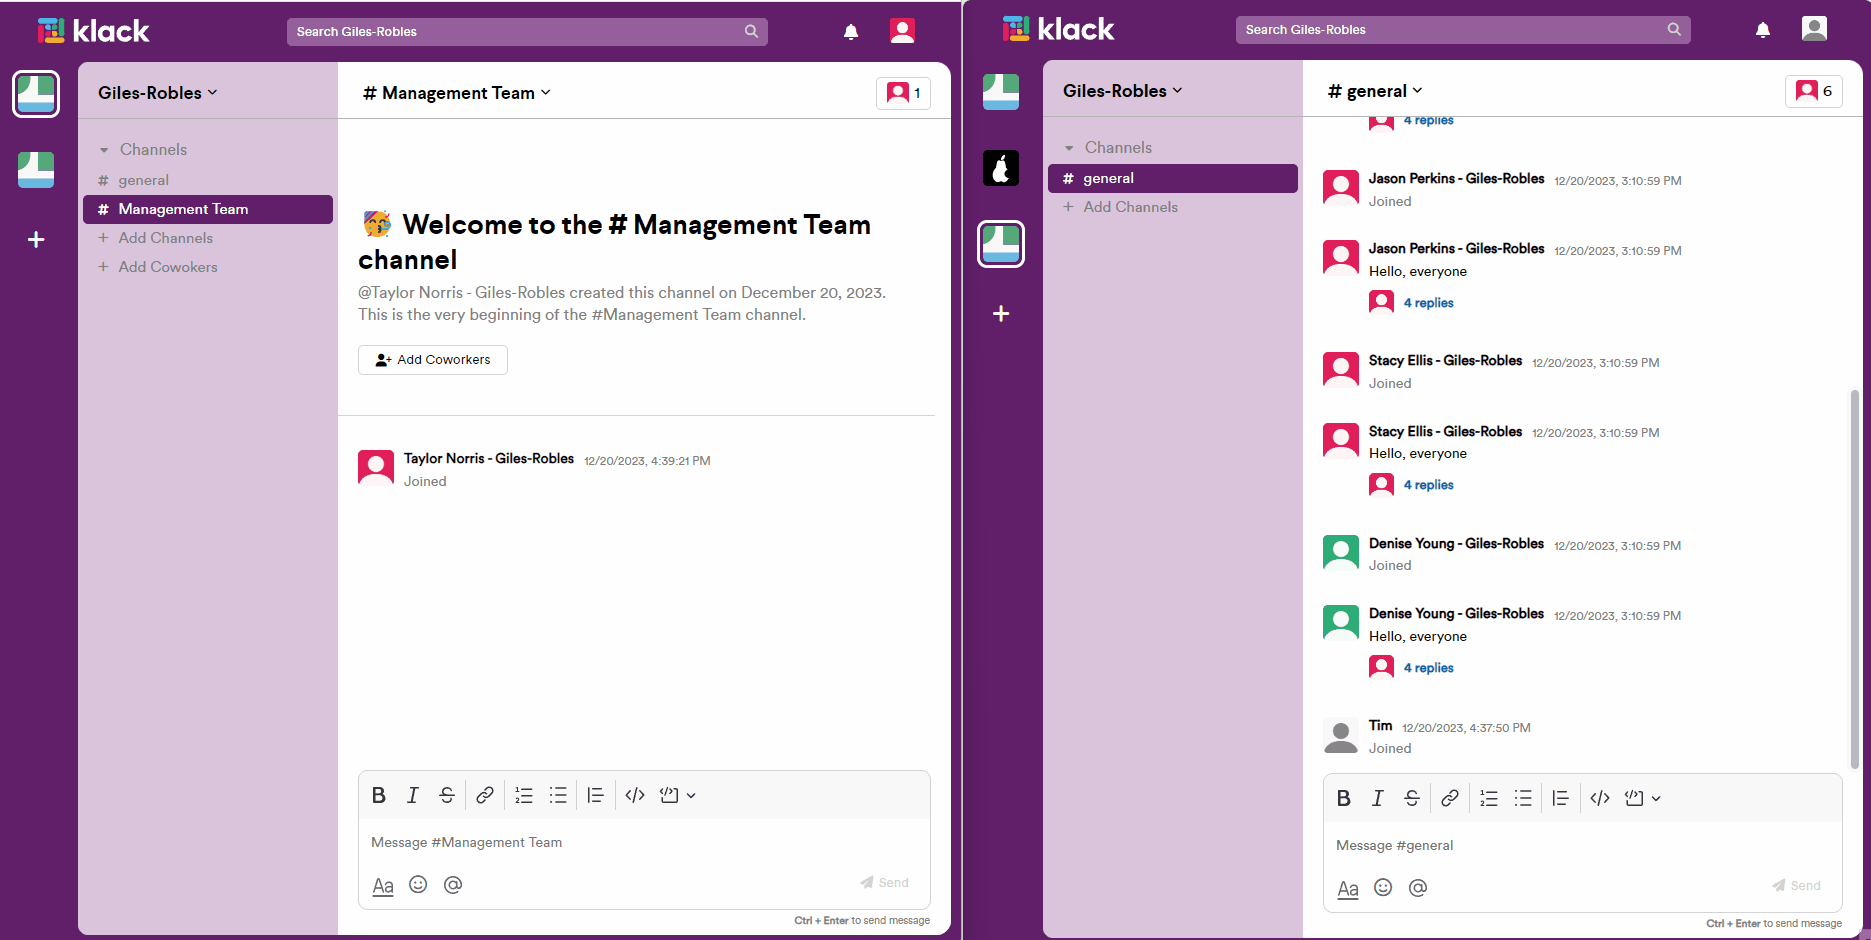 klack
Search Giles-Robles
Giles-Robles
# Management Team
1
Channels
# general
# Management Team
+ Add Channels
+ Add Cowokers
Welcome to the # Management Team
channel
@Taylor Norris - Giles-Robles created this channel on December 20, 2023.
This is the very beginning of the #Management Team channel.
Add Coworkers
Taylor Norris - Giles-Robles 12/20/2023, 4:39:21 PM
Joined
B I S
Message #Management Team
Aa @ Send
Ctrl + Enter to send message
klack
Search Giles-Robles
Giles-Robles
# general
6
Channels
# general
+ Add Channels
4 replies
Jason Perkins - Giles-Robles 12/20/2023, 3:10:59 PM
Joined
Jason Perkins - Giles-Robles 12/20/2023, 3:10:59 PM
Hello, everyone
4 replies
Stacy Ellis - Giles-Robles 12/20/2023, 3:10:59 PM
Joined
Stacy Ellis - Giles-Robles 12/20/2023, 3:10:59 PM
Hello, everyone
4 replies
Denise Young - Giles-Robles 12/20/2023, 3:10:59 PM
Joined
Denise Young - Giles-Robles 12/20/2023, 3:10:59 PM
Hello, everyone
4 replies
Tim 12/20/2023, 4:37:50 PM
Joined
B I S
Message #general
Aa @ Send
Ctrl + Enter to send message